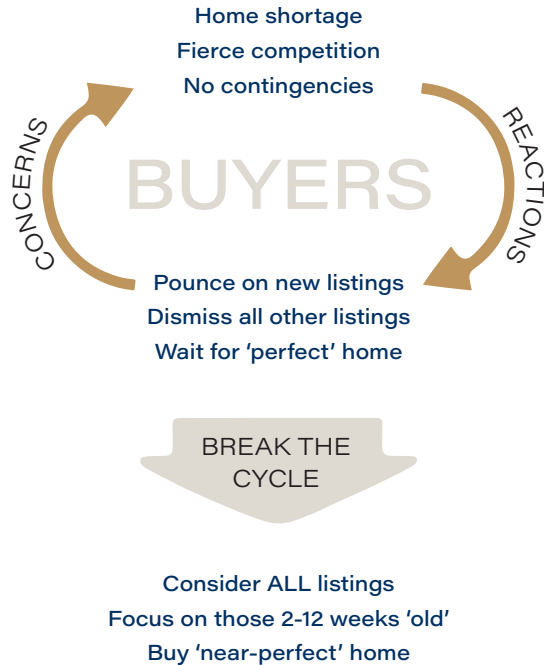 Home shortage
Fierce competition
No contingencies
CONCERNS
REACTIONS
BUYERS
Pounce on new listings
Dismiss all other listings
Wait for ‘perfect’ home
BREAK THE
CYCLE
Consider ALL listings
Focus on those 2-12 weeks ‘old’
Buy ‘near-perfect’ home